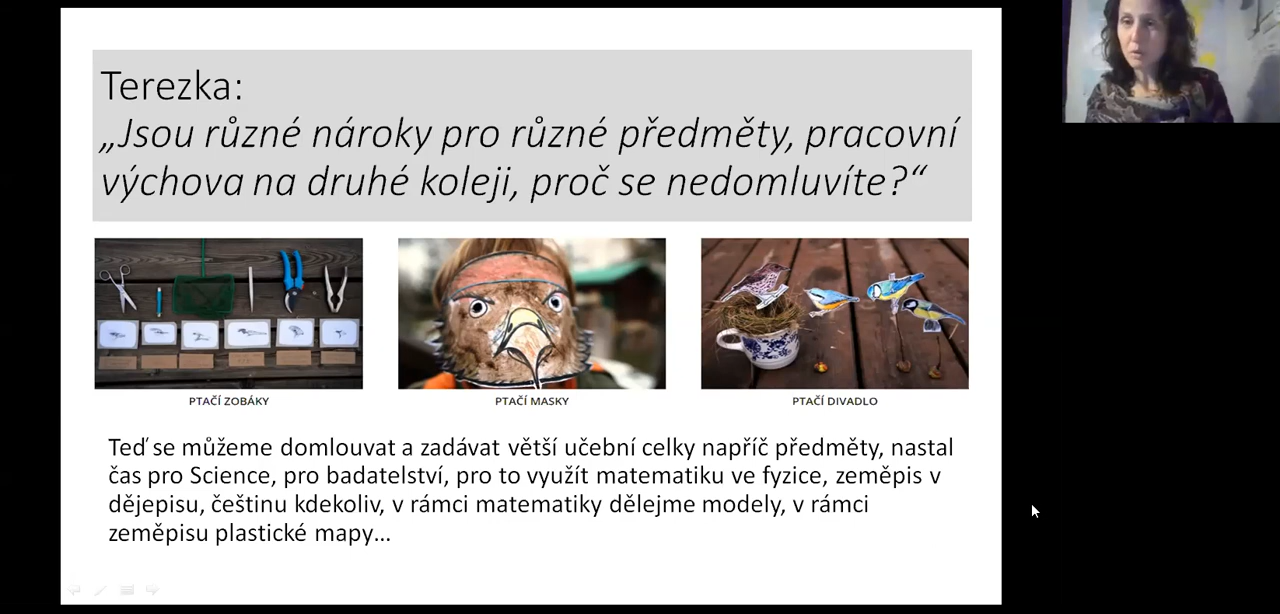 Terezka:
„Jsou různé nároky pro různé předměty, pracovní
výchova na druhé koleji, proč se nedomluvíte?“
PTAČÍ ZOBÁKY
PTAČÍ MASKY
PTAČÍ DIVADLO
Teď se můžeme domlouvat a zadávat větší učební celky napříč předměty, nastal
čas pro Science, pro badatelství, pro to využít matematiku ve fyzice, zeměpis v
dějepisu, češtinu kdekoliv, v rámci matematiky dělejme modely, v rámci
zeměpisu plastické mapy…